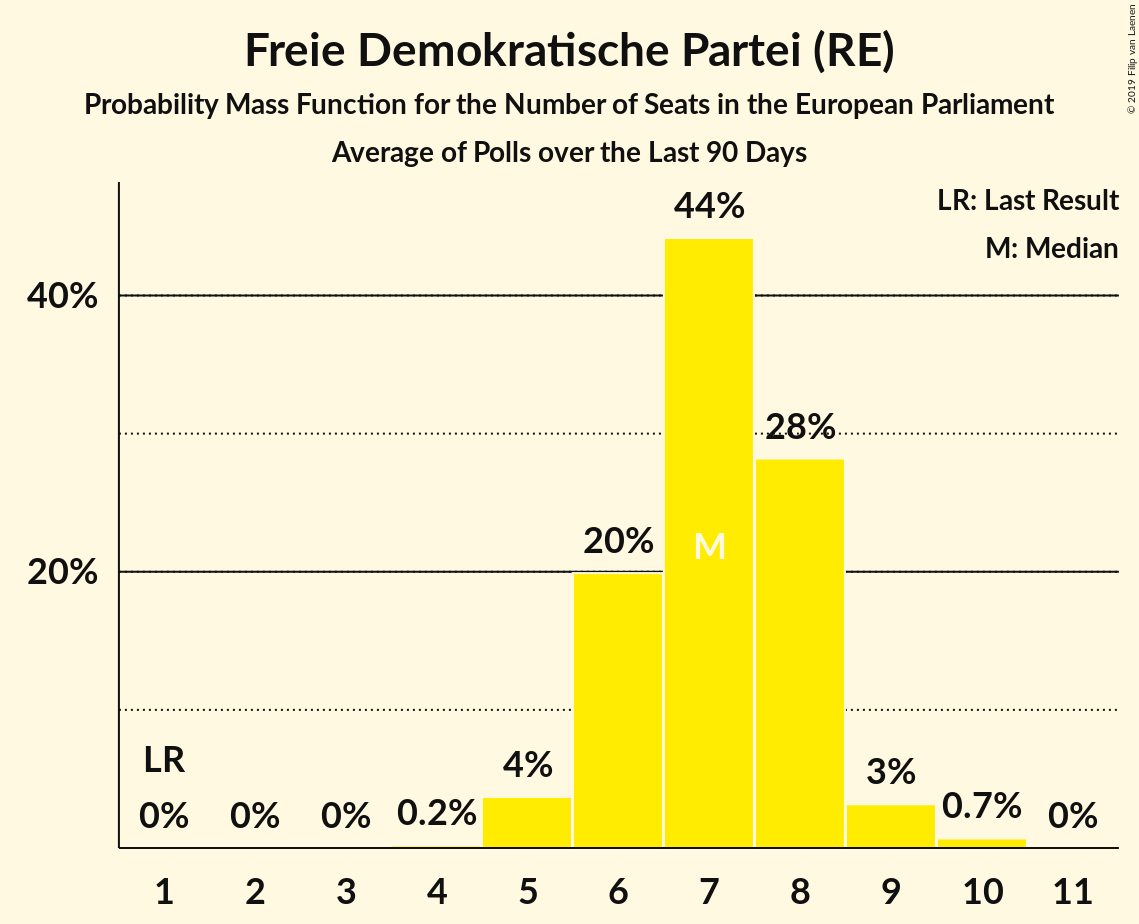 Freie Demokratische Partei (RE)
Probability Mass Function for the Number of Seats in the European Parliament
Average of Polls over the Last 90 Days
© 2019 Filip van Laenen
LR: Last Result
M: Median
40%
20%
LR
0%
0%
0%
0.2%
4%
20%
44%
M
28%
3%
0.7%
0%
1 2 3 4 5 6 7 8 9 10 11